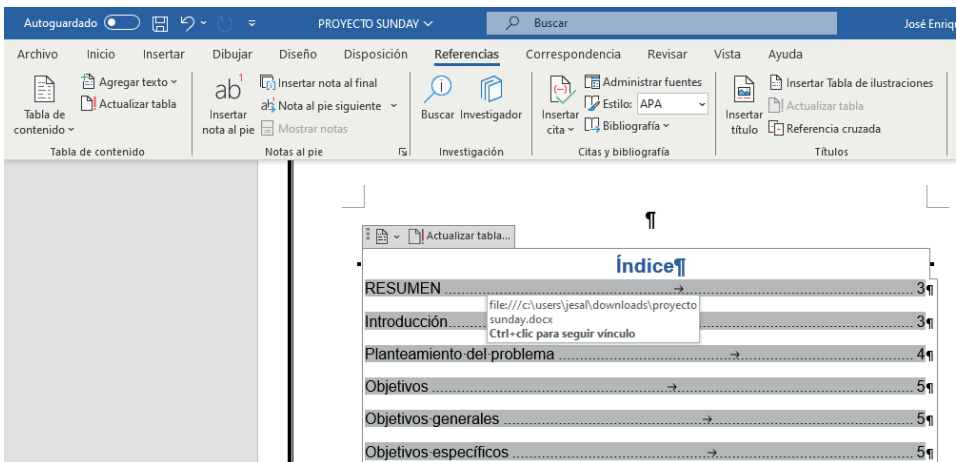 Autoguardado PROYECTO SUNDAY Buscar José Enriq
Archivo Inicio Insertar Dibujar Diseño Disposición Referencias Correspondencia Revisar Vista Ayuda
Tabla de contenido
Agregar texto
Actualizar tabla
Tabla de contenido
ab1
Insertar nota al pie
Insertar nota al final
Nota al pie siguiente
Mostrar notas
Notas al pie
Buscar Investigador
Investigación
Insertar cita
Administrar fuentes
Estilo: APA
Bibliografía
Citas y bibliografía
Insertar título
Insertar Tabla de ilustraciones
Actualizar tabla
Referencia cruzada
Títulos
¶
Actualizar tabla...
Índice¶
RESUMEN → 3¶
file:///c:\users\jesal\downloads\proyecto
sunday.docx
Ctrl+clic para seguir vínculo
Introducción 3¶
Planteamiento·del·problema → 4¶
Objetivos → 5¶
Objetivos·generales → 5¶
Objetivos·específicos → 5¶